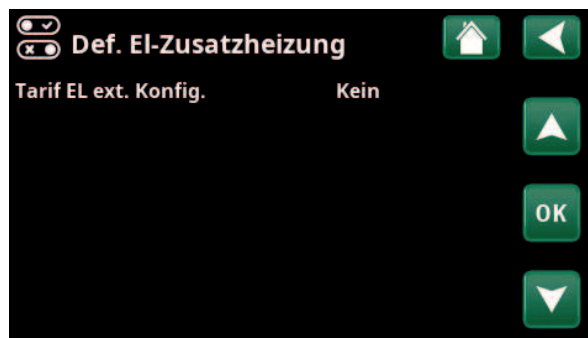 Def. El-Zusatzheizung
Tarif EL ext. Konfig. Kein
OK